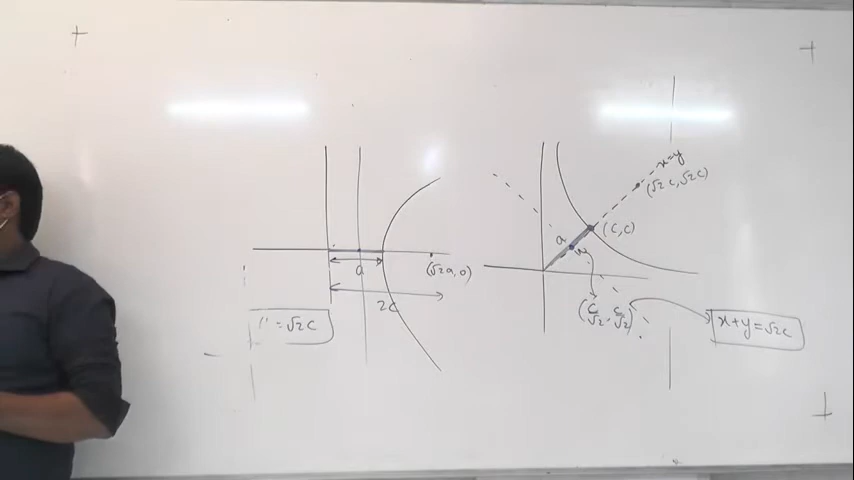 x=y
(√2c, √2c)
(c,c)
a
(√2a, 0)
a
2c
= √2c
(c/√2, c/√2)
x+y=√2c